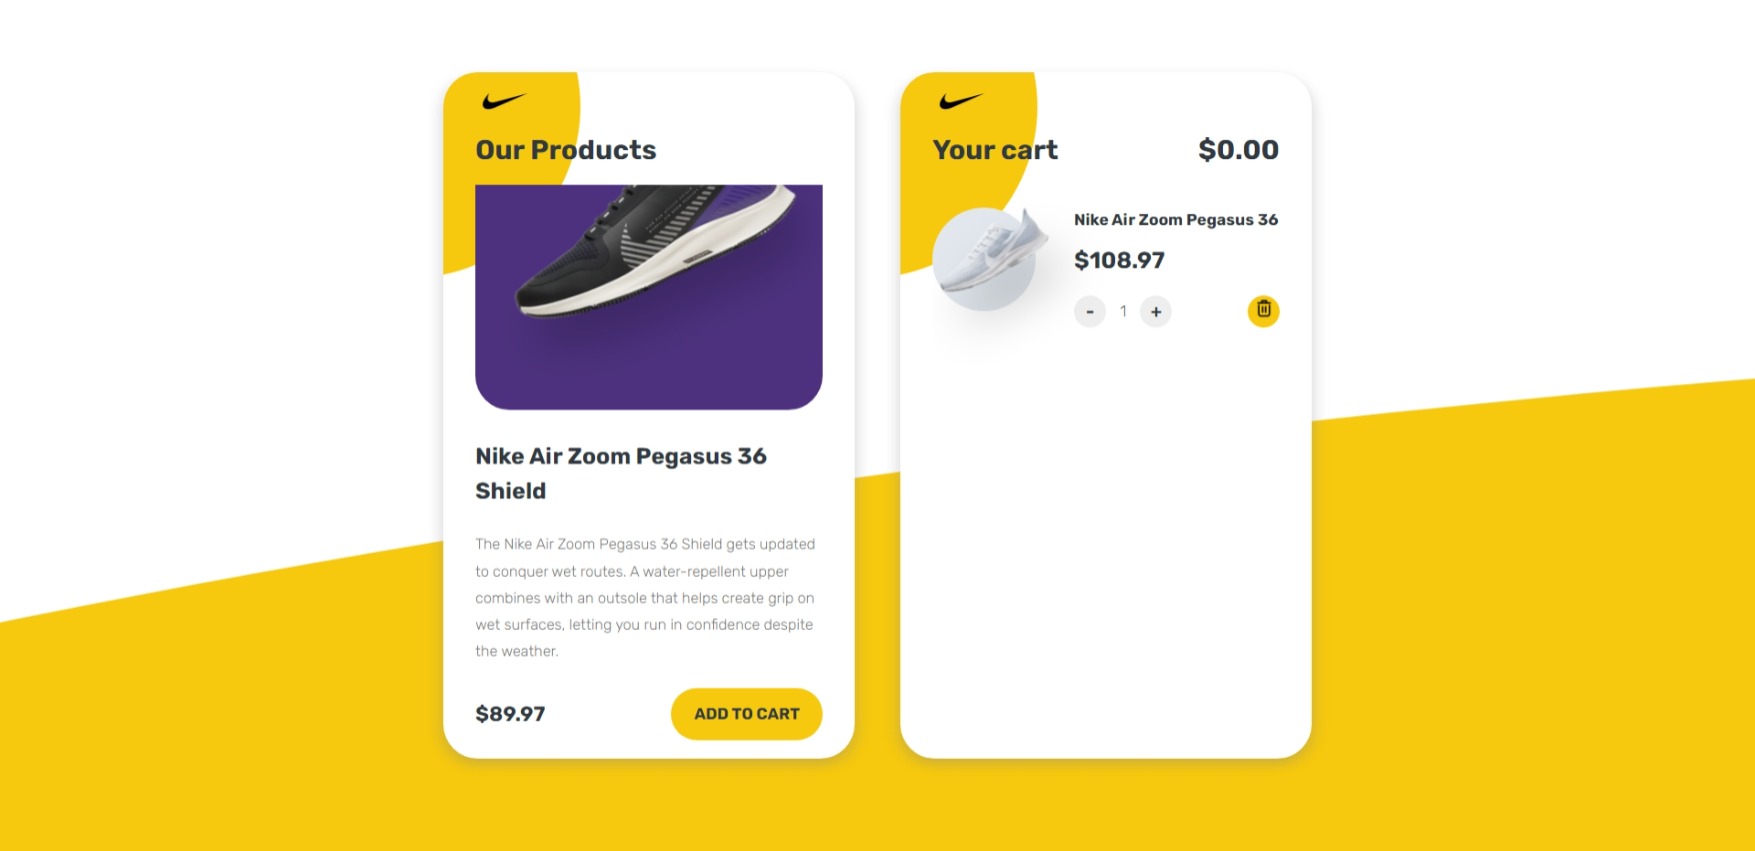 Our Products
Nike Air Zoom Pegasus 36
Shield
The Nike Air Zoom Pegasus 36 Shield gets updated
to conquer wet routes. A water-repellent upper
combines with an outsole that helps create grip on
wet surfaces, letting you run in confidence despite
the weather.
$89.97
ADD TO CART
Your cart
$0.00
Nike Air Zoom Pegasus 36
$108.97
- 1 +